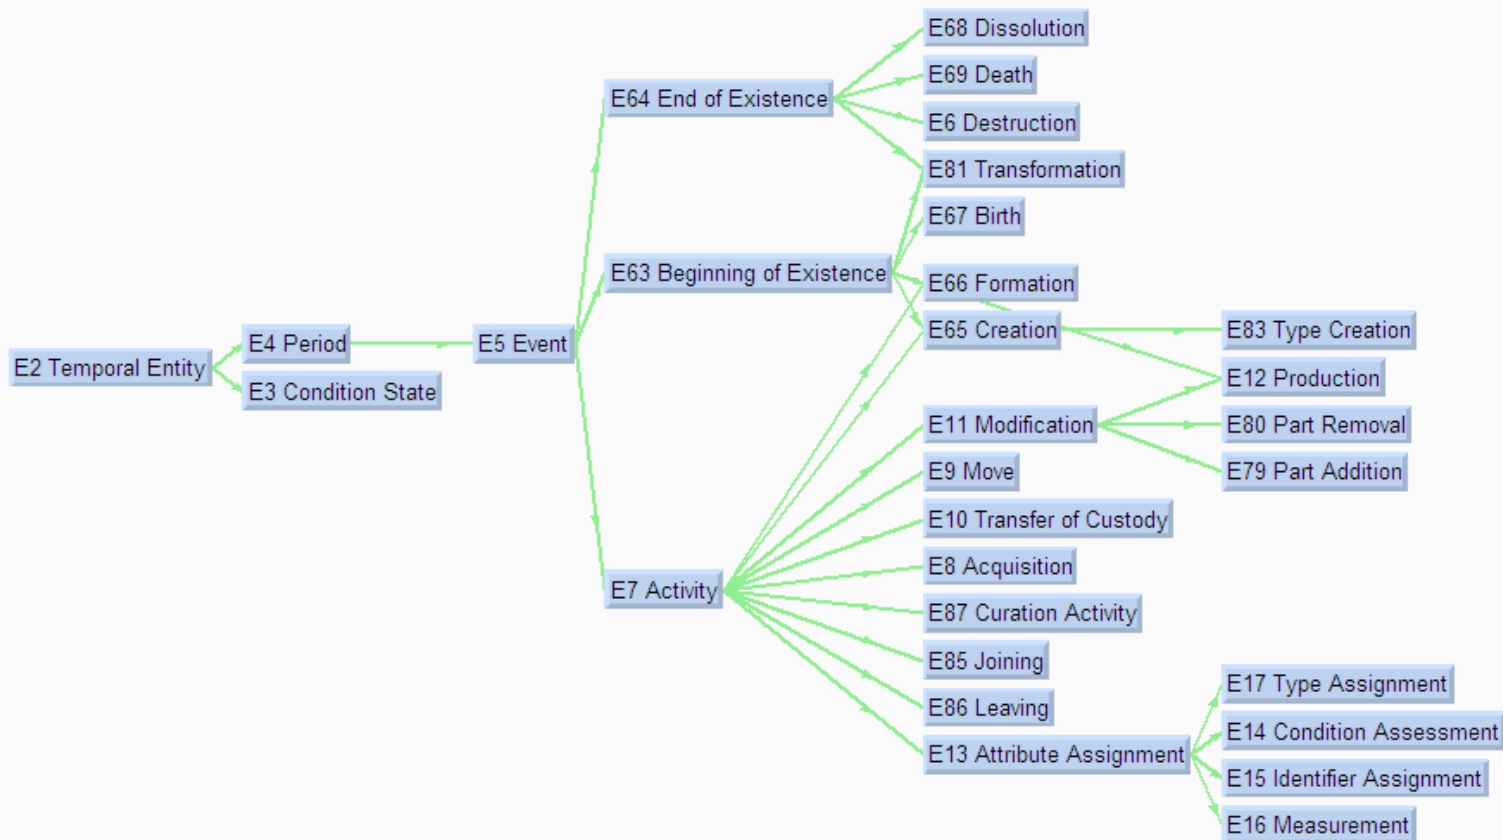 E68 Dissolution
E69 Death
E64 End of Existence
E6 Destruction
E81 Transformation
E67 Birth
E63 Beginning of Existence
E66 Formation
E4 Period
E5 Event
E65 Creation
E83 Type Creation
E2 Temporal Entity
E3 Condition State
E12 Production
E11 Modification
E80 Part Removal
E9 Move
E79 Part Addition
E10 Transfer of Custody
E8 Acquisition
E7 Activity
E87 Curation Activity
E85 Joining
E17 Type Assignment
E86 Leaving
E14 Condition Assessment
E13 Attribute Assignment
E15 Identifier Assignment
E16 Measurement